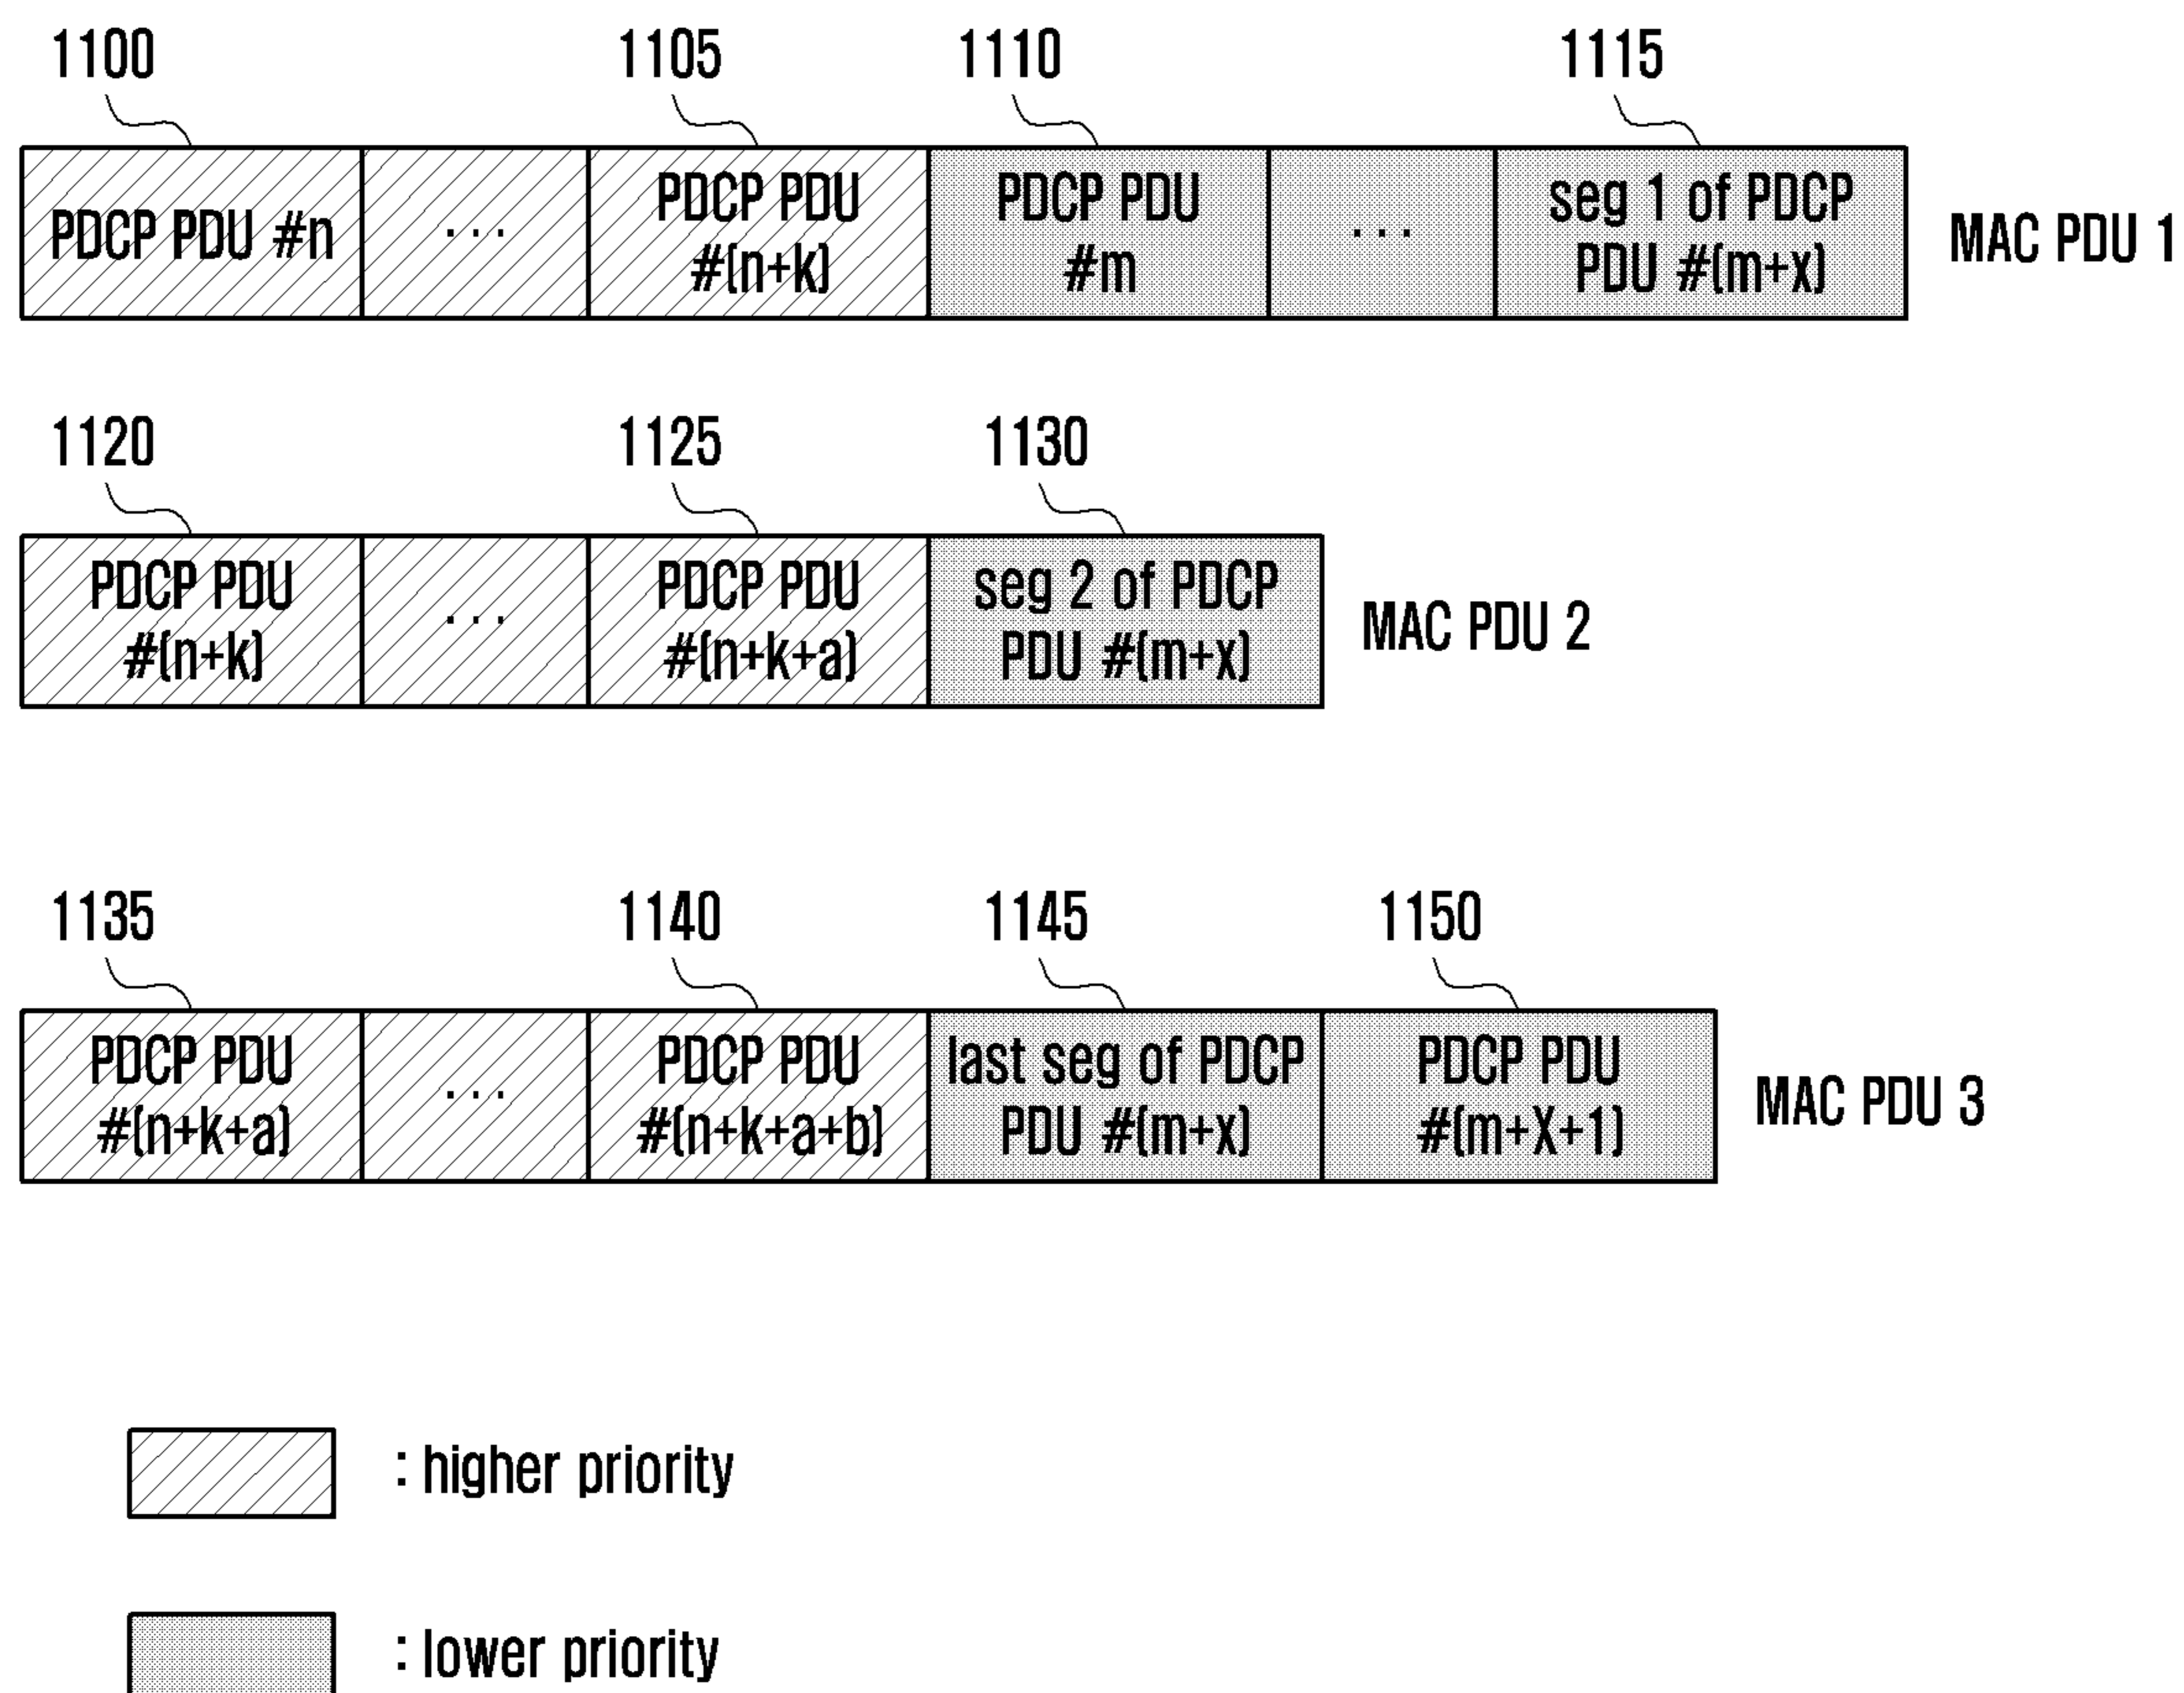 1100 1105 1110 1115
PDCP PDU #n ... PDCP PDU #(n+k) PDCP PDU #m ... seg 1 of PDCP PDU #(m+x) MAC PDU 1
1120 1125 1130
PDCP PDU #(n+k) ... PDCP PDU #(n+k+a) seg 2 of PDCP PDU #(m+x) MAC PDU 2
1135 1140 1145 1150
PDCP PDU #(n+k+a) ... PDCP PDU #(n+k+a+b) last seg of PDCP PDU #(m+x) PDCP PDU #(m+X+1) MAC PDU 3
: higher priority
: lower priority